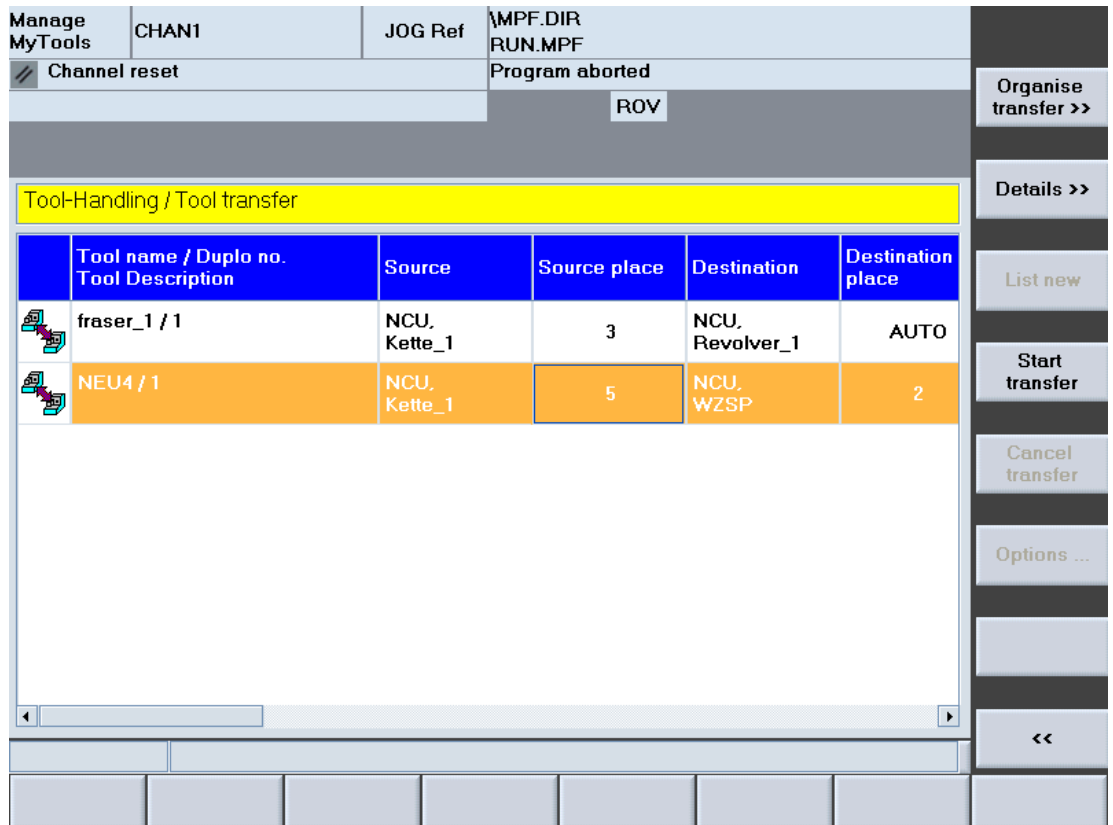 Manage
MyTools
CHAN1
JOG Ref
\MPF.DIR
RUN.MPF
Channel reset
Program aborted
ROV
Tool-Handling / Tool transfer
Tool name / Duplo no.
Tool Description
Source
Source place
Destination
Destination
place
fraser_1 / 1
NCU,
Kette_1
3
NCU,
Revolver_1
AUTO
NEU4 / 1
NCU,
Kette_1
5
NCU,
WZSP
2
Organise
transfer >>
Details >>
List new
Start
transfer
Cancel
transfer
Options ...
<<